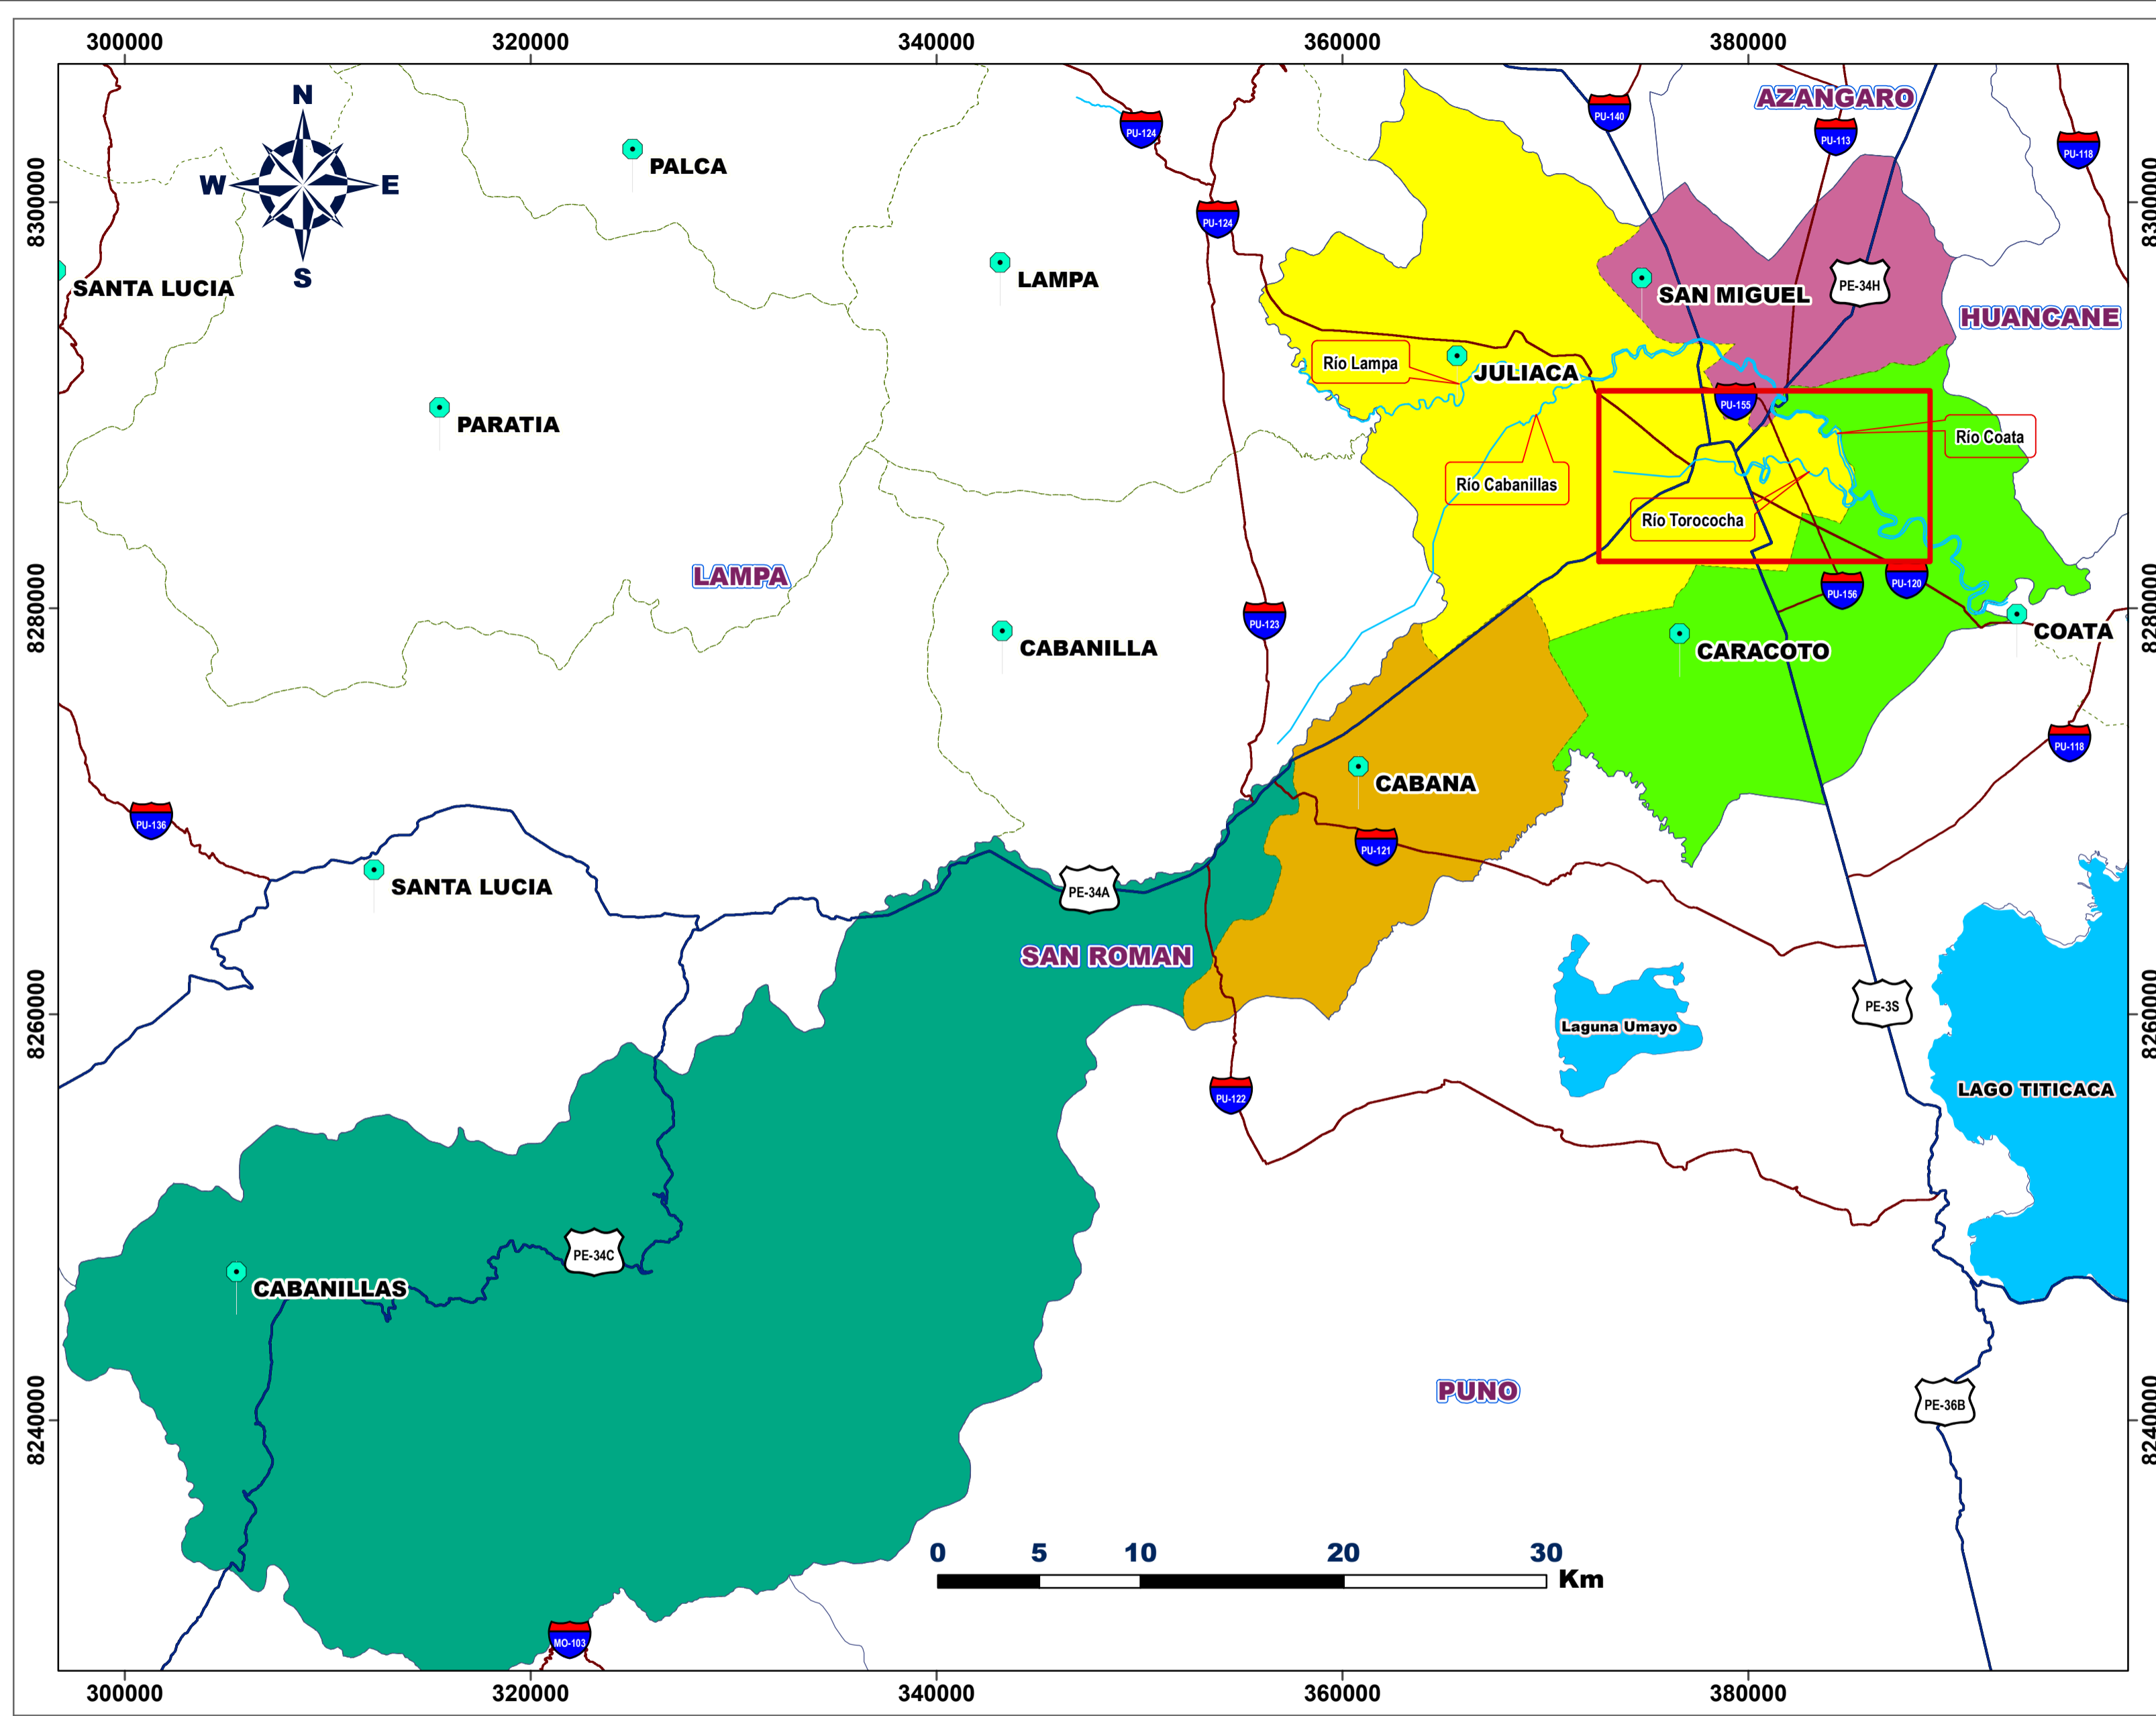 300000
320000
340000
360000
380000
N
W
E
S
AZANGARO
PU-140
PU-113
PU-118
PU-124
PALCA
8300000
8300000
PU-124
LAMPA
SANTA LUCIA
SAN MIGUEL
PE-34H
HUANCANE
Río Lampa
JULIACA
PU-155
PARATIA
Río Coata
Río Cabanillas
Río Torococha
LAMPA
8280000
8280000
PU-120
PU-156
PU-123
COATA
CABANILLA
CARACOTO
PU-118
CABANA
PU-136
PU-121
SANTA LUCIA
PE-34A
SAN ROMAN
8260000
8260000
PE-3S
Laguna Umayo
LAGO TITICACA
PU-122
PE-34C
CABANILLAS
PUNO
PE-36B
8240000
8240000
0 5 10 20 30
Km
MO-103
300000
320000
340000
360000
380000